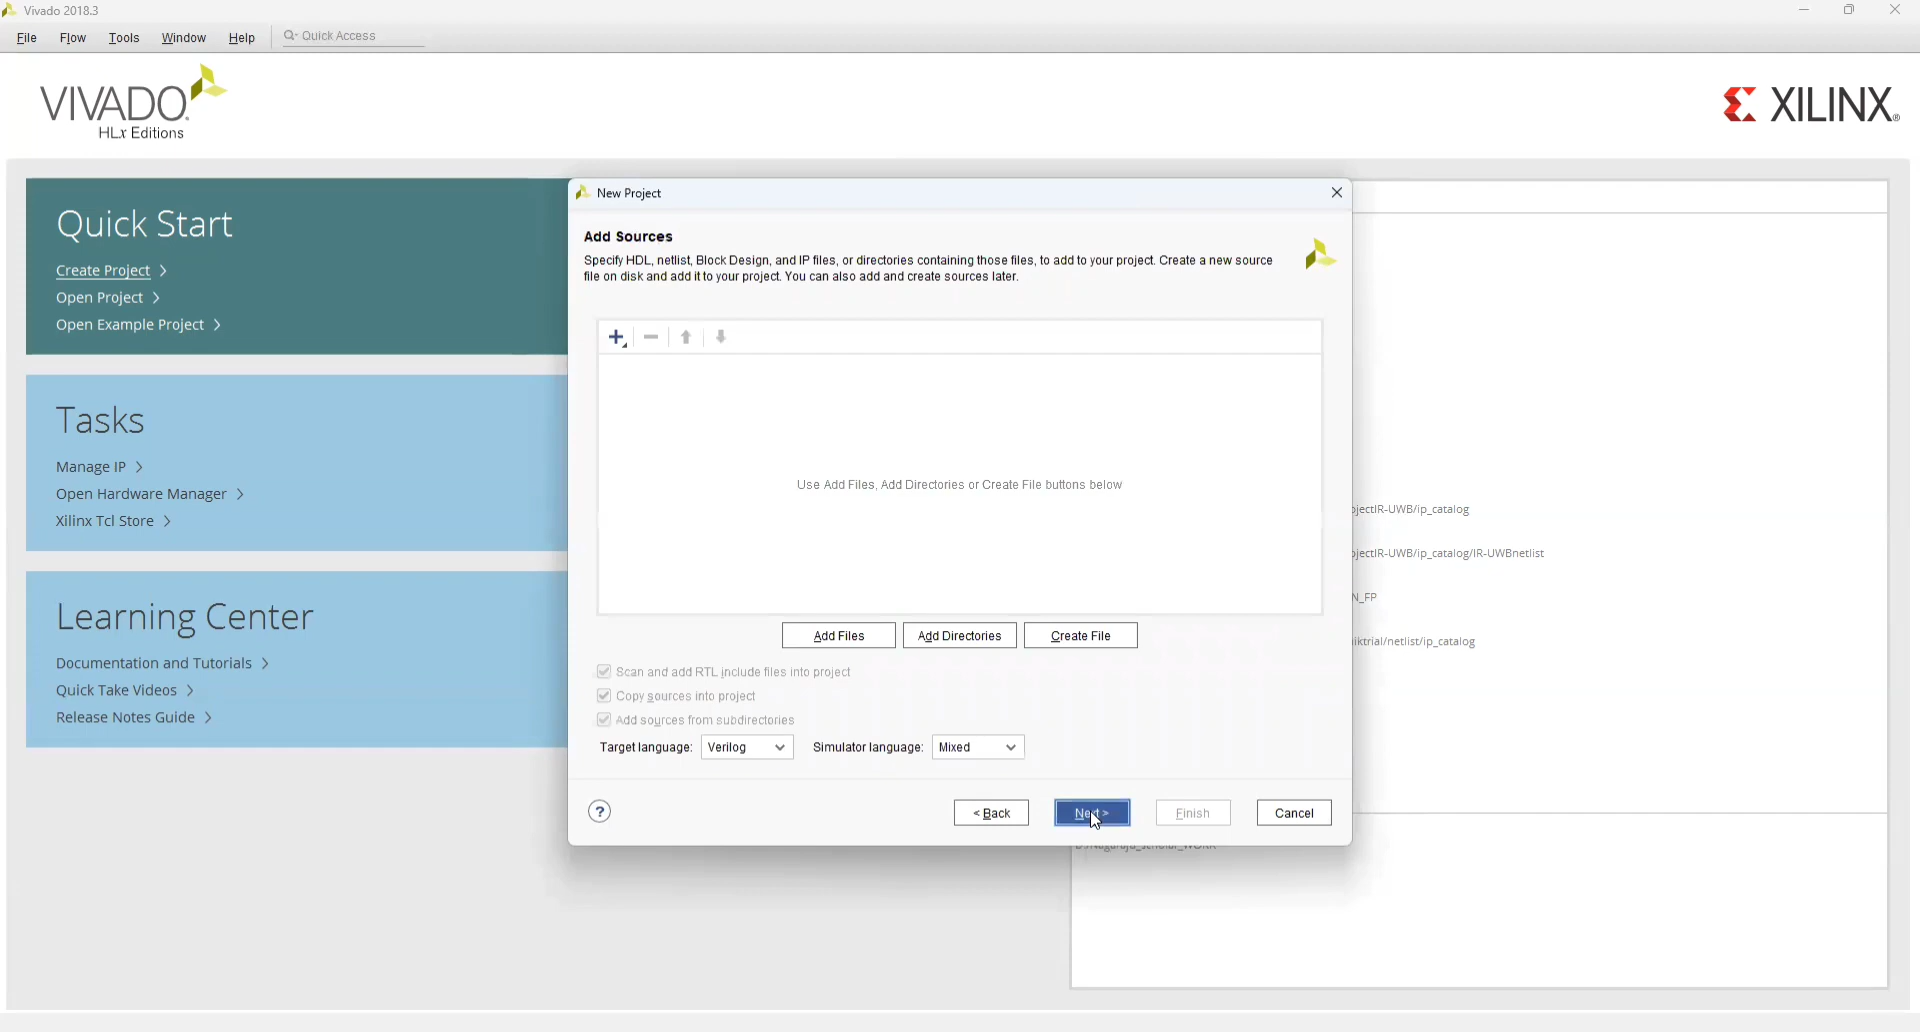 Vivado 2018.3
File Flow Tools Window Help Quick Access
VIVADO
HLx Editions
XILINX
Quick Start
Create Project >
Open Project >
Open Example Project >
Tasks
Manage IP >
Open Hardware Manager >
Xilinx Tcl Store >
Learning Center
Documentation and Tutorials >
Quick Take Videos >
Release Notes Guide >
New Project
Add Sources
Specify HDL, netlist, Block Design, and IP files, or directories containing those files, to add to your project. Create a new source
file on disk and add it to your project. You can also add and create sources later.
Use Add Files, Add Directories or Create File buttons below
Add Files Add Directories Create File
Scan and add RTL include files into project
Copy sources into project
Add sources from subdirectories
Target language: Verilog Simulator language: Mixed
? < Back Next > Finish Cancel
ojectIR-UWB/ip_catalog
ojectIR-UWB/ip_catalog/IR-UWBnetlist
N_FP
iktrial/netlist/ip_catalog